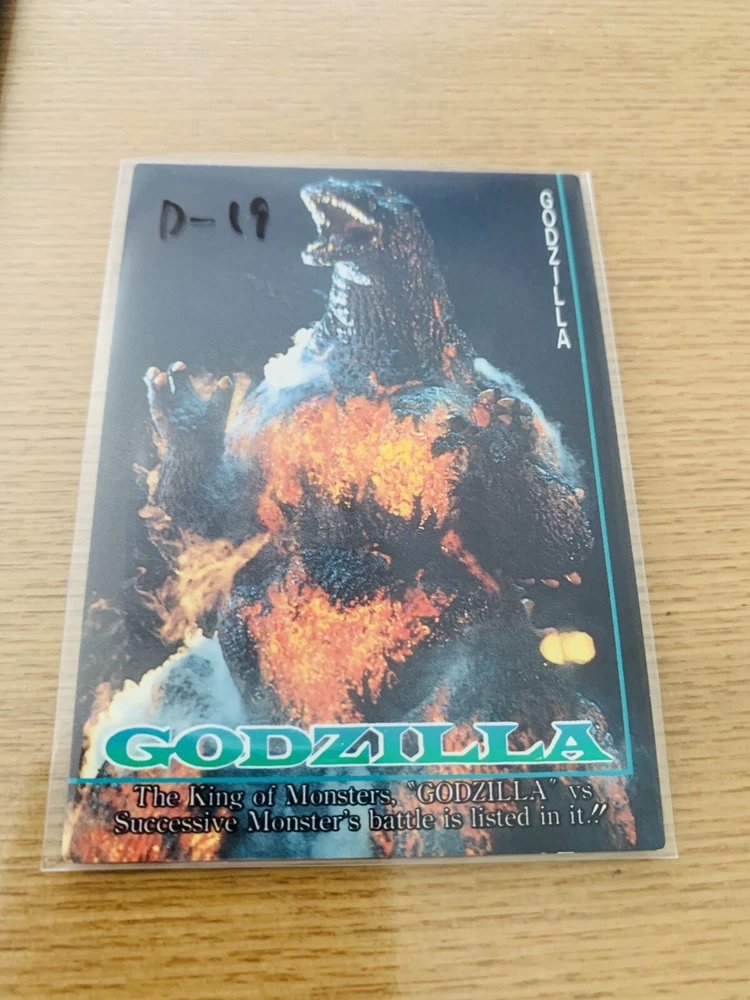 D-19
GODZILLA
GODZILLA
The King of Monsters, "GODZILLA" vs
Successive Monster's battle is listed in it.!!